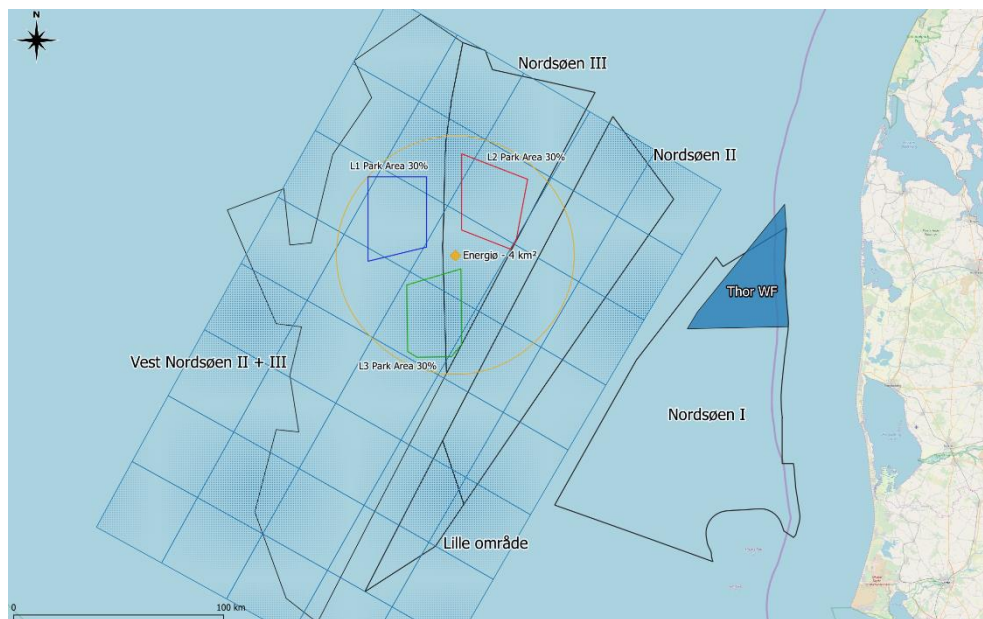 N
Nordsøen III
L1 Park Area 30%
L2 Park Area 30%
Nordsøen II
Energiø - 4 km²
Thor WF
Vest Nordsøen II + III
L3 Park Area 30%
Nordsøen I
Lille område
0
100 km